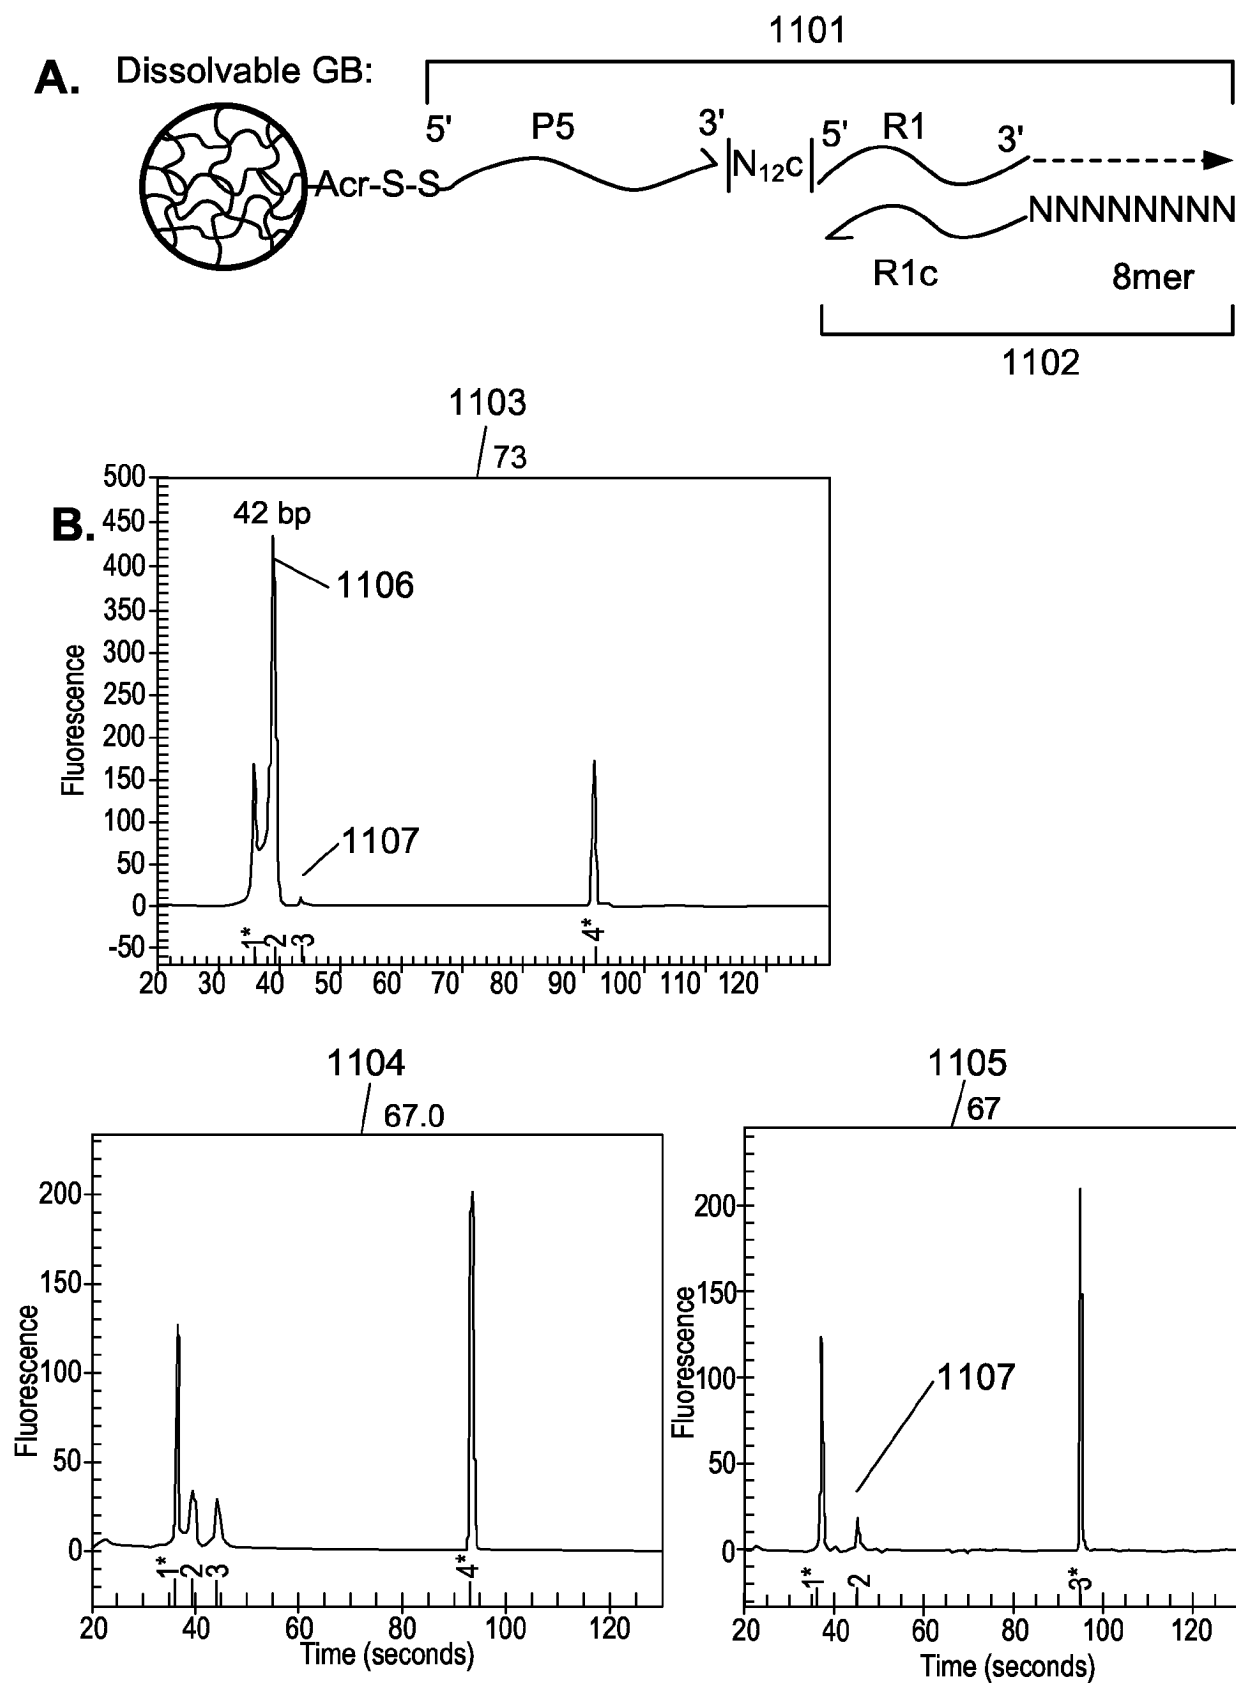 1101
A. Dissolvable GB:
5' P5 3' |N12c| 5' R1 3'
Acr-S-S
NNNNNNNN
R1c 8mer
1102
1103
73
B.
500
450
400
350
300
250
200
150
100
50
0
-50
Fluorescence
42 bp
1106
1107
1* 2 3 4*
20 30 40 50 60 70 80 90 100 110 120
1104
67.0
200
150
100
50
0
Fluorescence
1* 2 3 4*
20 40 60 80 100 120
Time (seconds)
1105
67
200
150
100
50
0
Fluorescence
1107
1* 2 3*
20 40 60 80 100 120
Time (seconds)